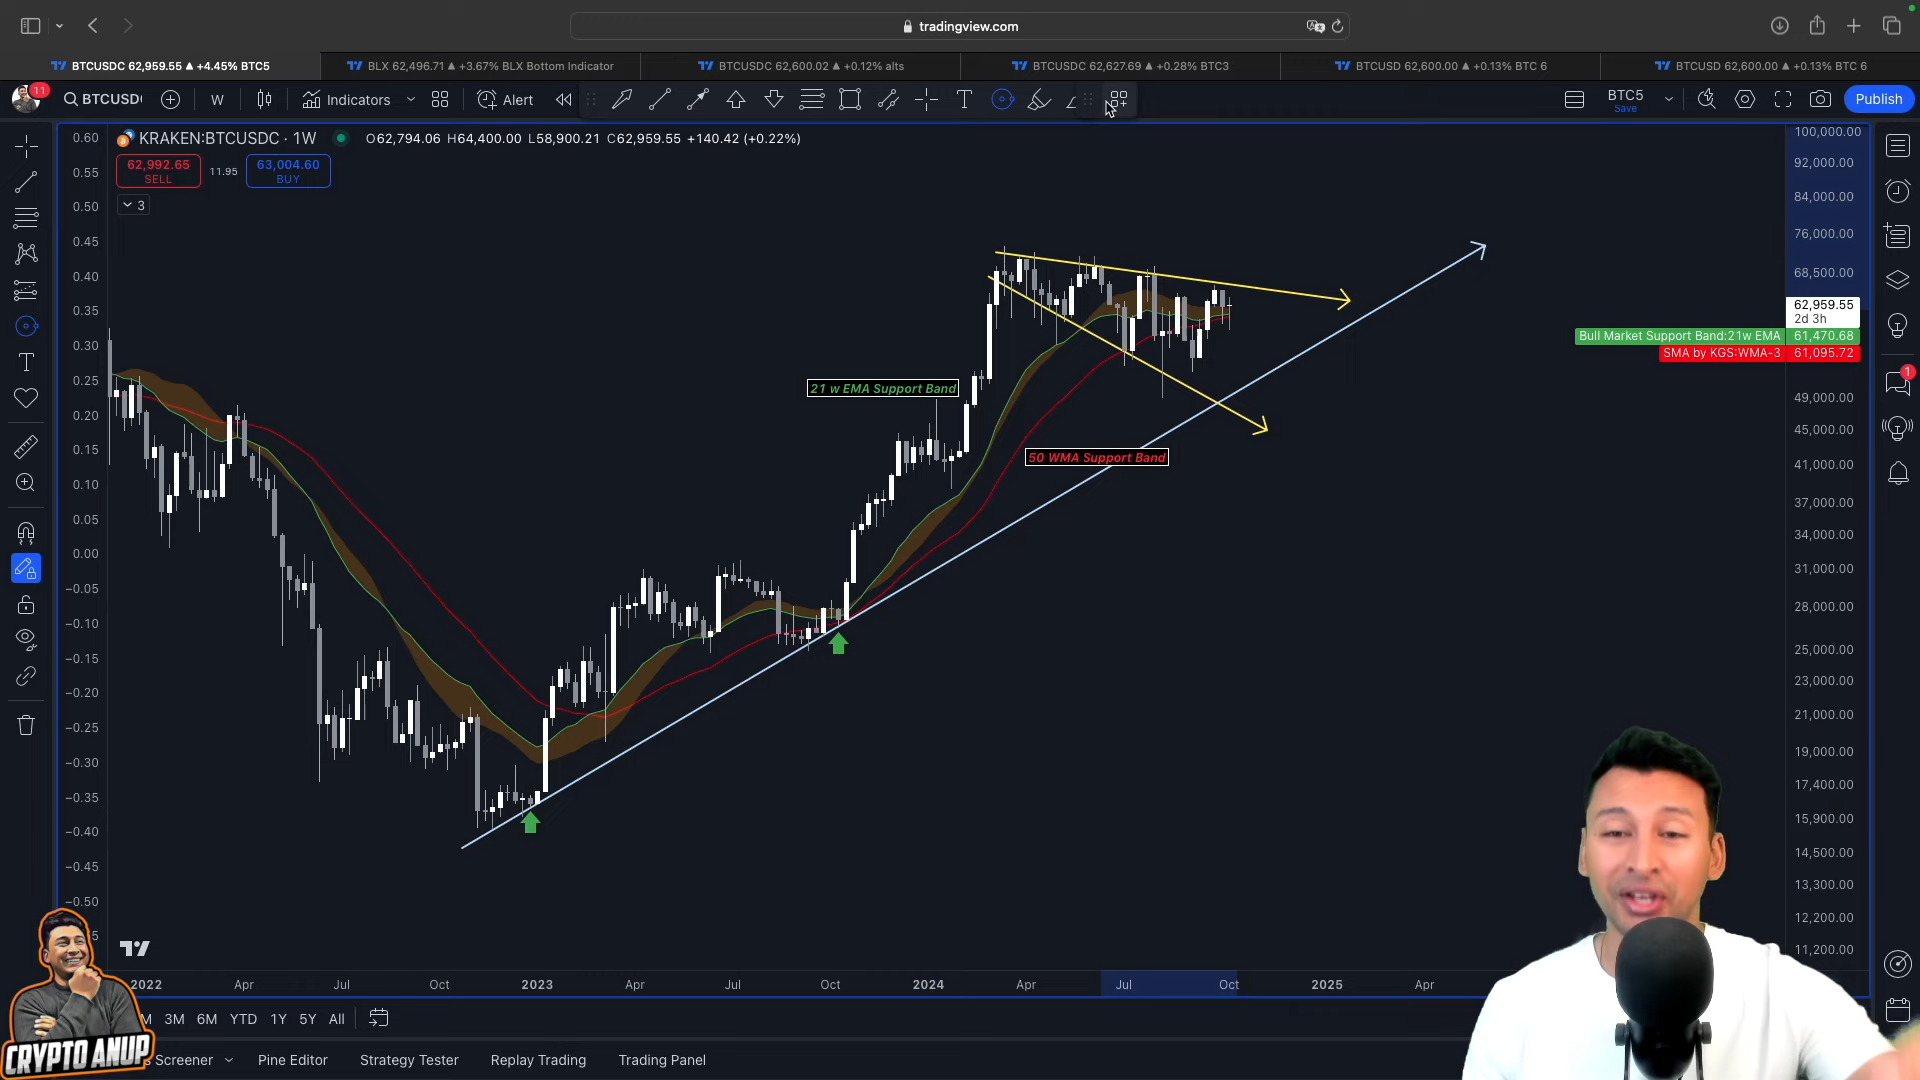 tradingview.com
BTCUSDC 62,959.55 ▲ +4.45% BTC5
BLX 62,496.71 ▲ +3.67% BLX Bottom Indicator
BTCUSDC 62,600.02 ▲ +0.12% alts
BTCUSDC 62,627.69 ▲ +0.28% BTC3
BTCUSD 62,600.00 ▲ +0.13% BTC 6
BTCUSD 62,600.00 ▲ +0.13% BTC 6
11
BTCUSD
W
Indicators
Alert
BTC5
Save
Publish
KRAKEN:BTCUSDC · 1W
O62,794.06 H64,400.00 L58,900.21 C62,959.55 +140.42 (+0.22%)
62,992.65
SELL
11.95
63,004.60
BUY
3
0.60
0.55
0.50
0.45
0.40
0.35
0.30
0.25
0.20
0.15
0.10
0.05
0.00
−0.05
−0.10
−0.15
−0.20
−0.25
−0.30
−0.35
−0.40
−0.45
−0.50
21 w EMA Support Band
50 WMA Support Band
100,000.00
92,000.00
84,000.00
76,000.00
68,500.00
62,959.55
2d 3h
Bull Market Support Band:21w EMA 61,470.68
SMA by KGS:WMA-3 61,095.72
49,000.00
45,000.00
41,000.00
37,000.00
34,000.00
31,000.00
28,000.00
25,000.00
23,000.00
21,000.00
19,000.00
17,400.00
15,900.00
14,500.00
13,300.00
12,200.00
11,200.00
1
2022 Apr Jul Oct 2023 Apr Jul Oct 2024 Apr Jul Oct 2025 Apr
M 3M 6M YTD 1Y 5Y All
CRYPTO ANUP
Screener Pine Editor Strategy Tester Replay Trading Trading Panel